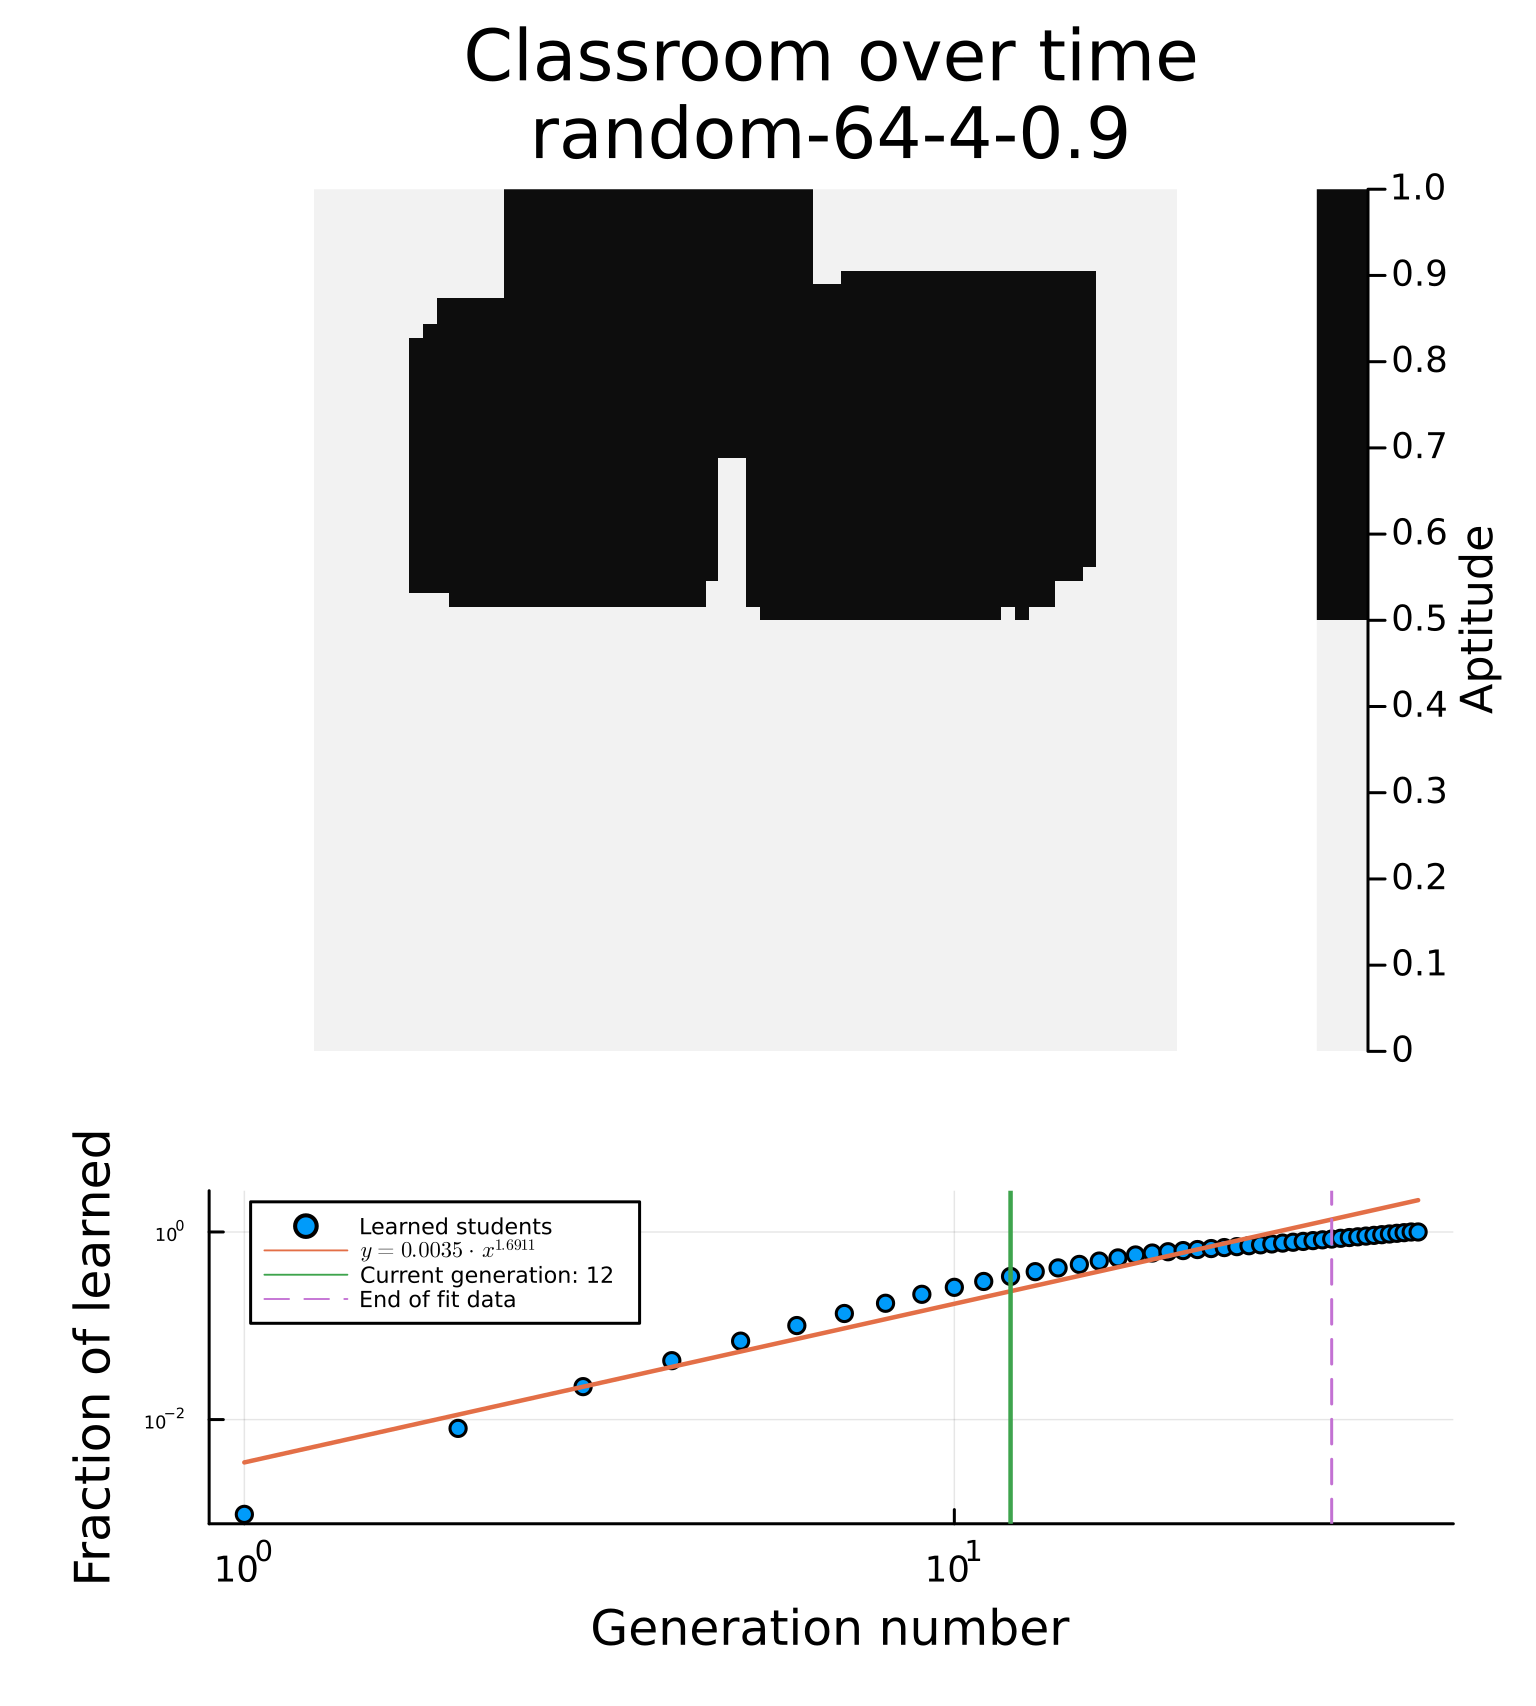 Classroom over time
random-64-4-0.9
1.0
0.9
0.8
0.7
0.6
0.5
0.4
0.3
0.2
0.1
0
Aptitude
Fraction of learned
10⁰
10⁻²
Learned students
y = 0.0035 · x^1.6911
Current generation: 12
End of fit data
10⁰
10¹
Generation number